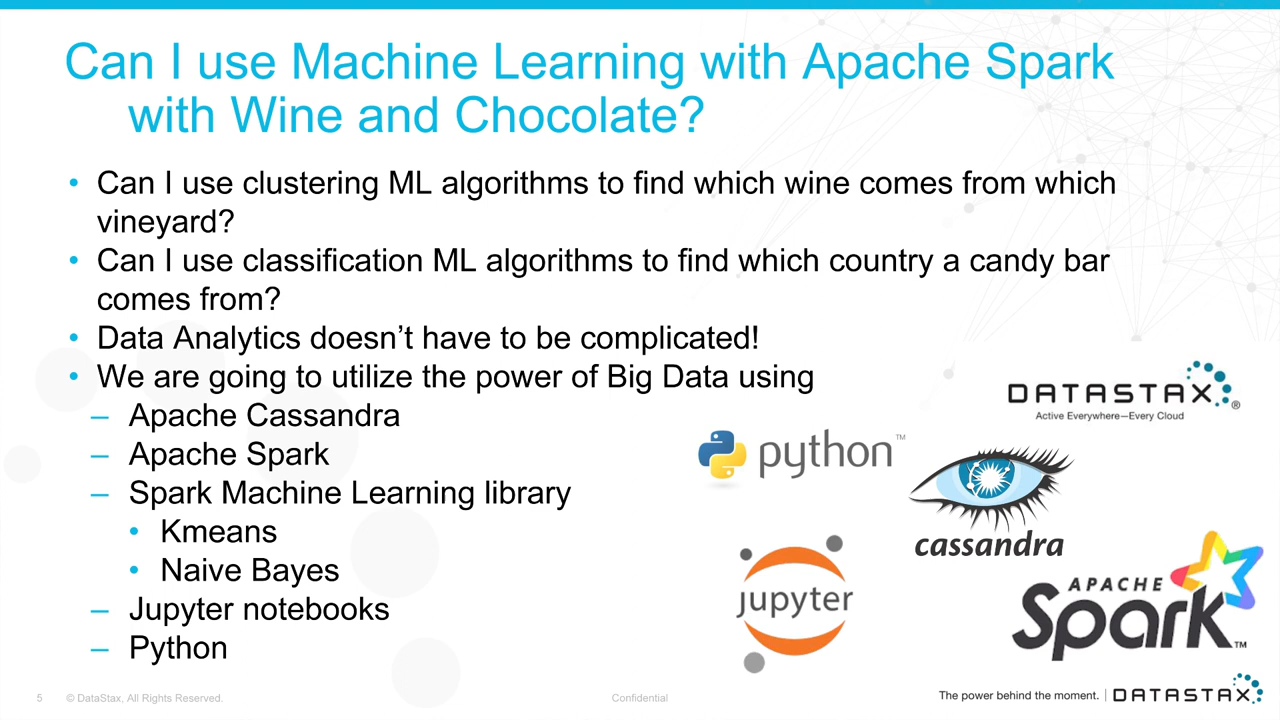 Can I use Machine Learning with Apache Spark
with Wine and Chocolate?
• Can I use clustering ML algorithms to find which wine comes from which
vineyard?
• Can I use classification ML algorithms to find which country a candy bar
comes from?
• Data Analytics doesn’t have to be complicated!
• We are going to utilize the power of Big Data using
– Apache Cassandra
– Apache Spark
– Spark Machine Learning library
• Kmeans
• Naive Bayes
– Jupyter notebooks
– Python
DATASTAX®
Active Everywhere—Every Cloud
python™
cassandra
jupyter
APACHE
Spark™
5 © DataStax, All Rights Reserved. Confidential
The power behind the moment. | DATASTAX